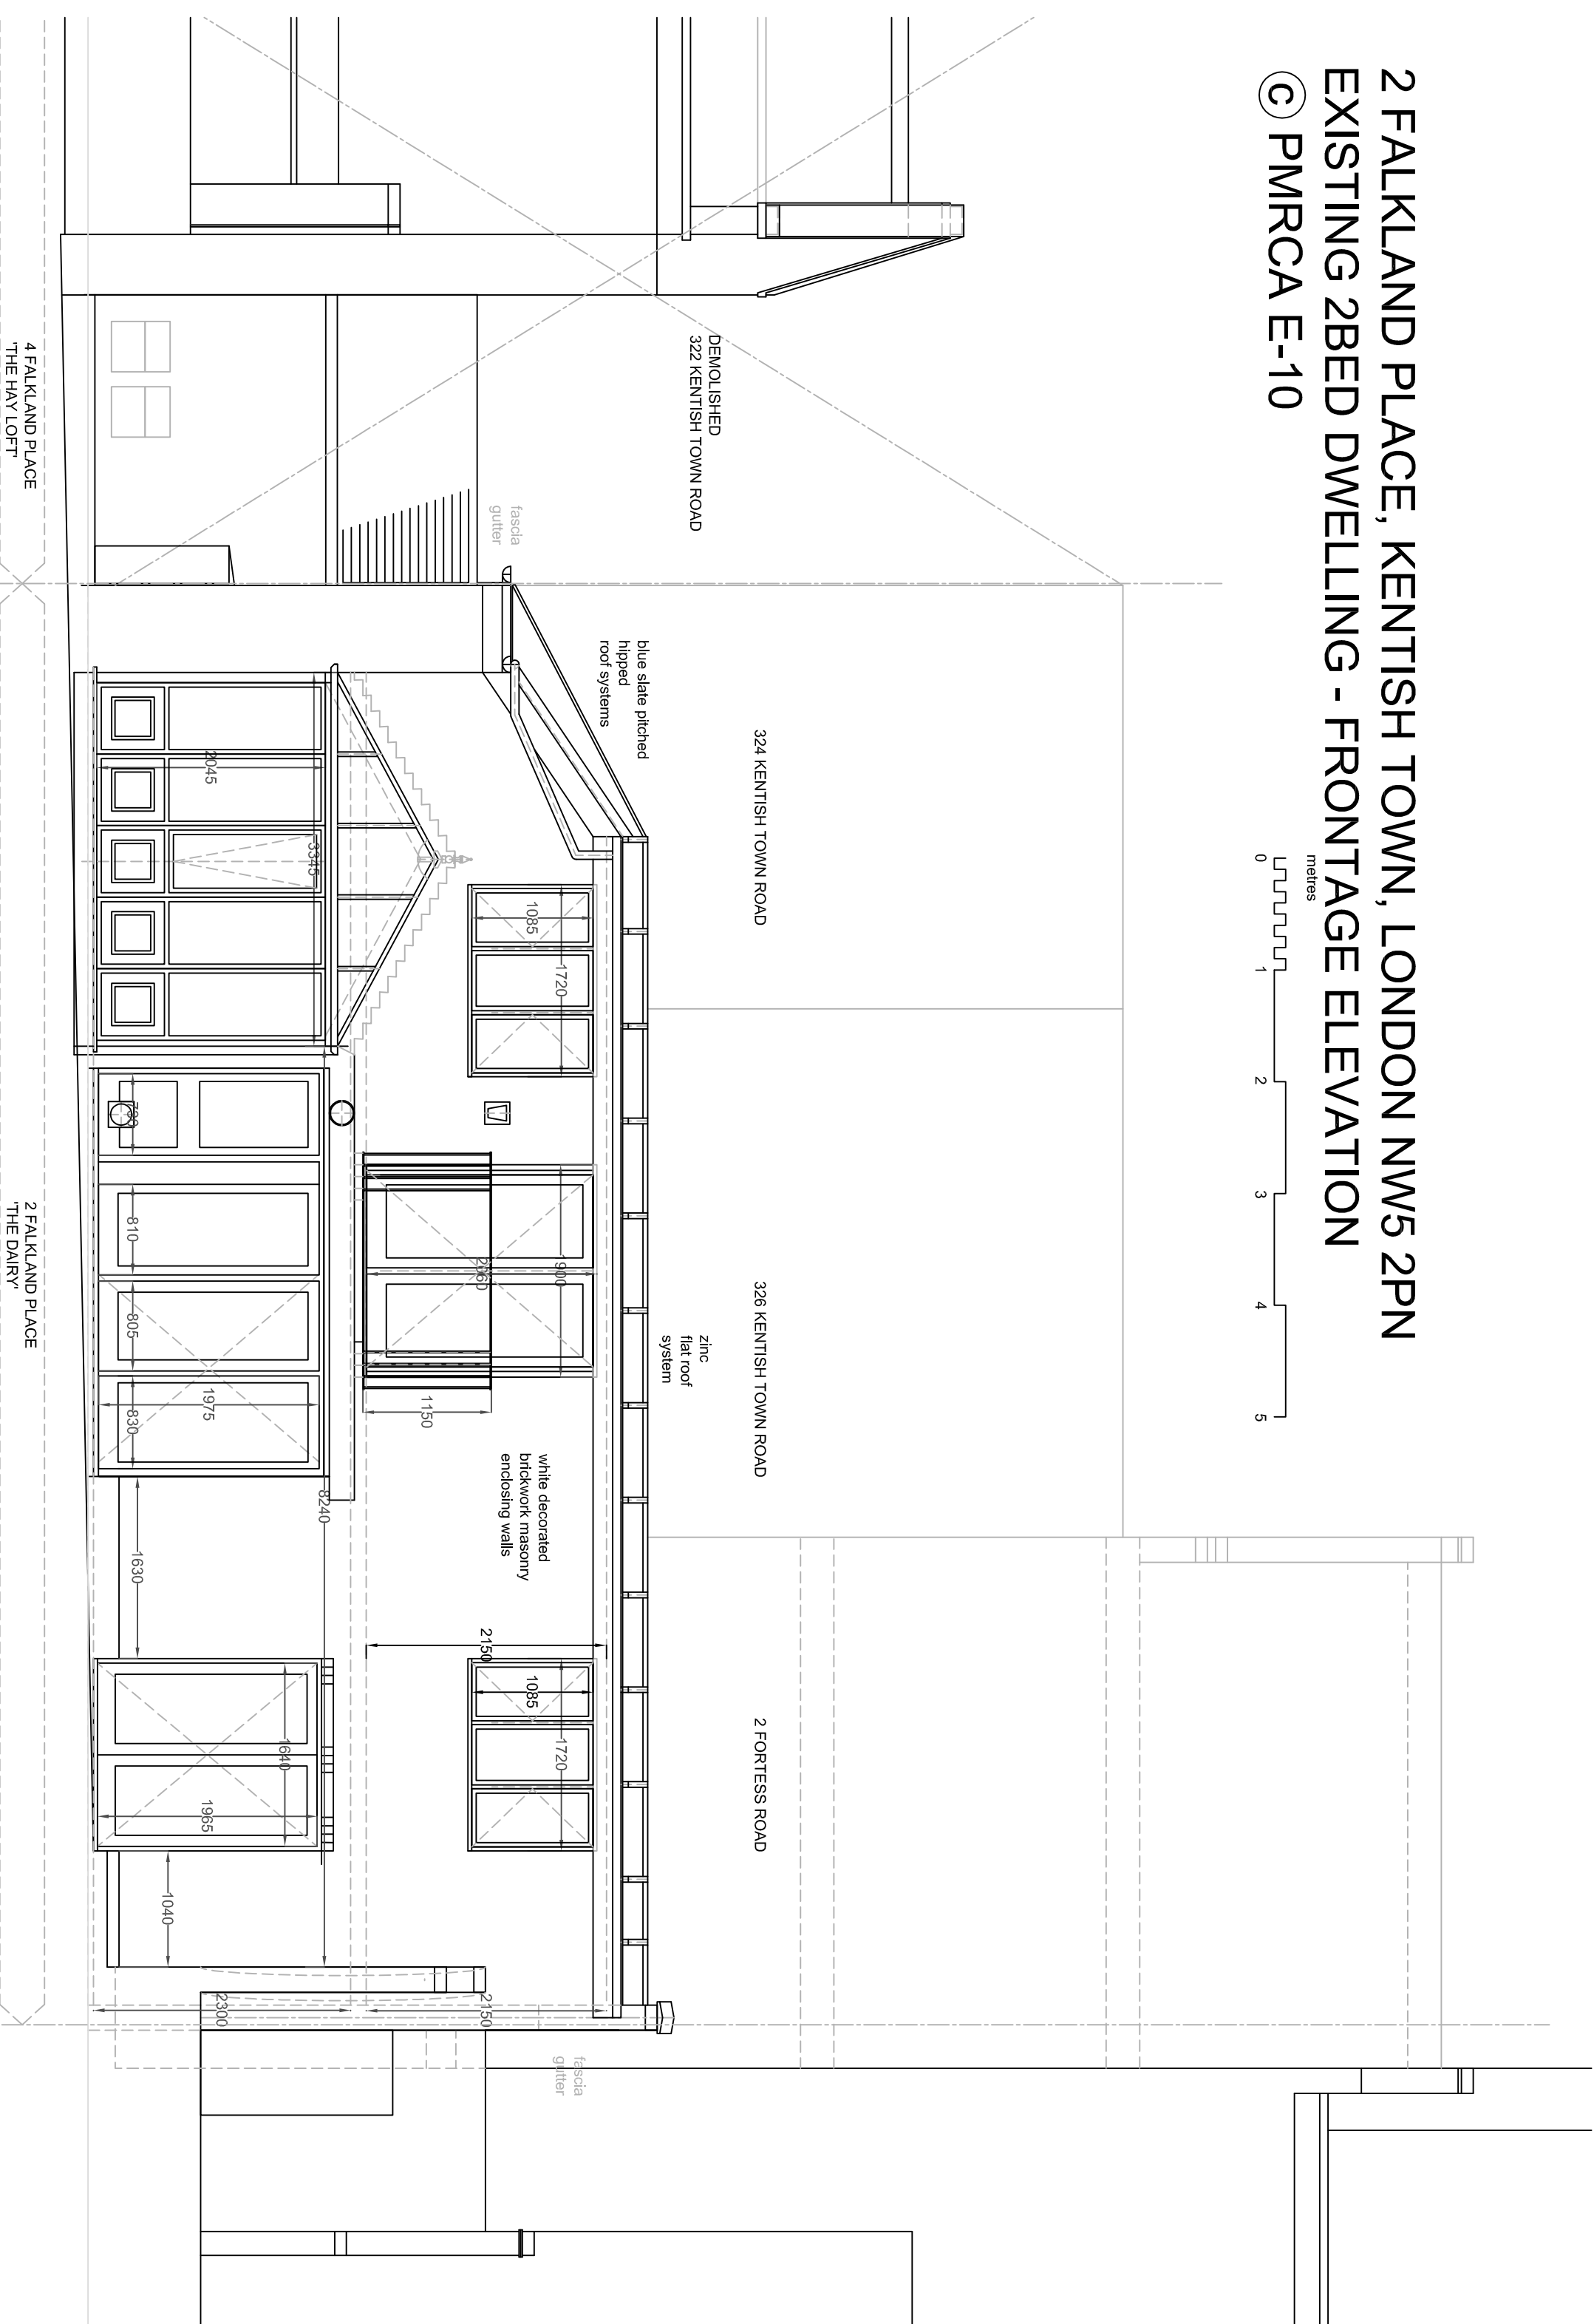 2 FALKLAND PLACE, KENTISH TOWN, LONDON NW5 2PN
EXISTING 2BED DWELLING - FRONTAGE ELEVATION
© PMRCA E-10
metres
0 1 2 3 4 5
DEMOLISHED
322 KENTISH TOWN ROAD
324 KENTISH TOWN ROAD
326 KENTISH TOWN ROAD
2 FORTESS ROAD
zinc
flat roof
system
blue slate pitched
hipped
roof systems
fascia
gutter
fascia
gutter
white decorated
brickwork masonry
enclosing walls
1720
1085
1900
2060
1150
2150
1720
1085
2150
3345
2045
8240
1640
1965
2300
1975
730
810
805
830
1630
1040
4 FALKLAND PLACE
'THE HAY LOFT'
2 FALKLAND PLACE
'THE DAIRY'